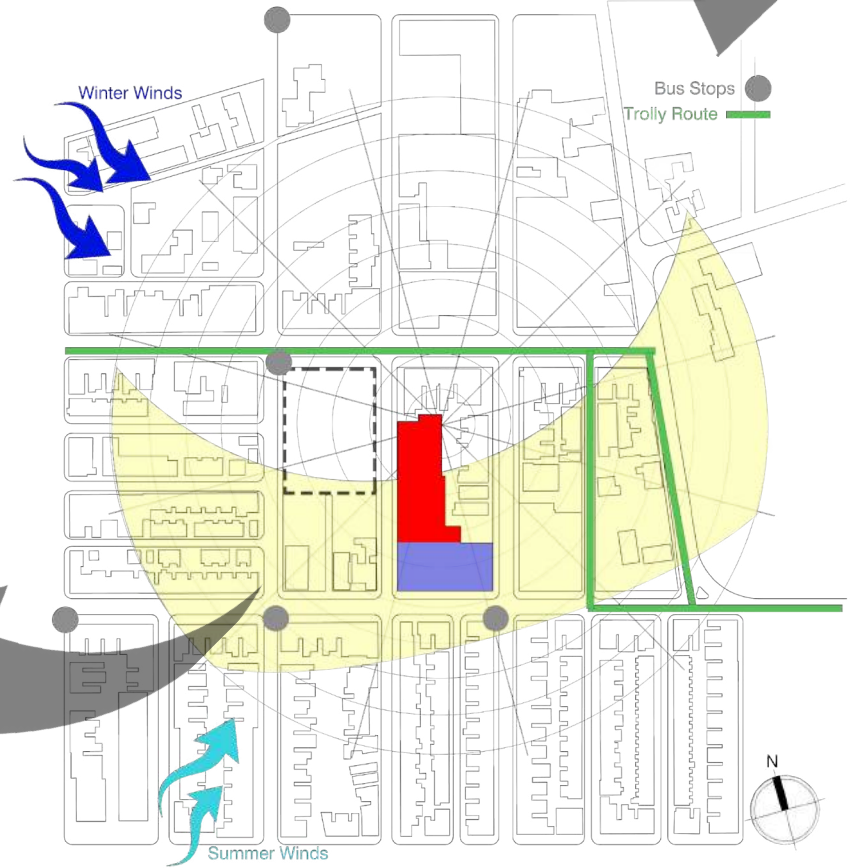 Winter Winds
Bus Stops
Trolly Route
N
Summer Winds